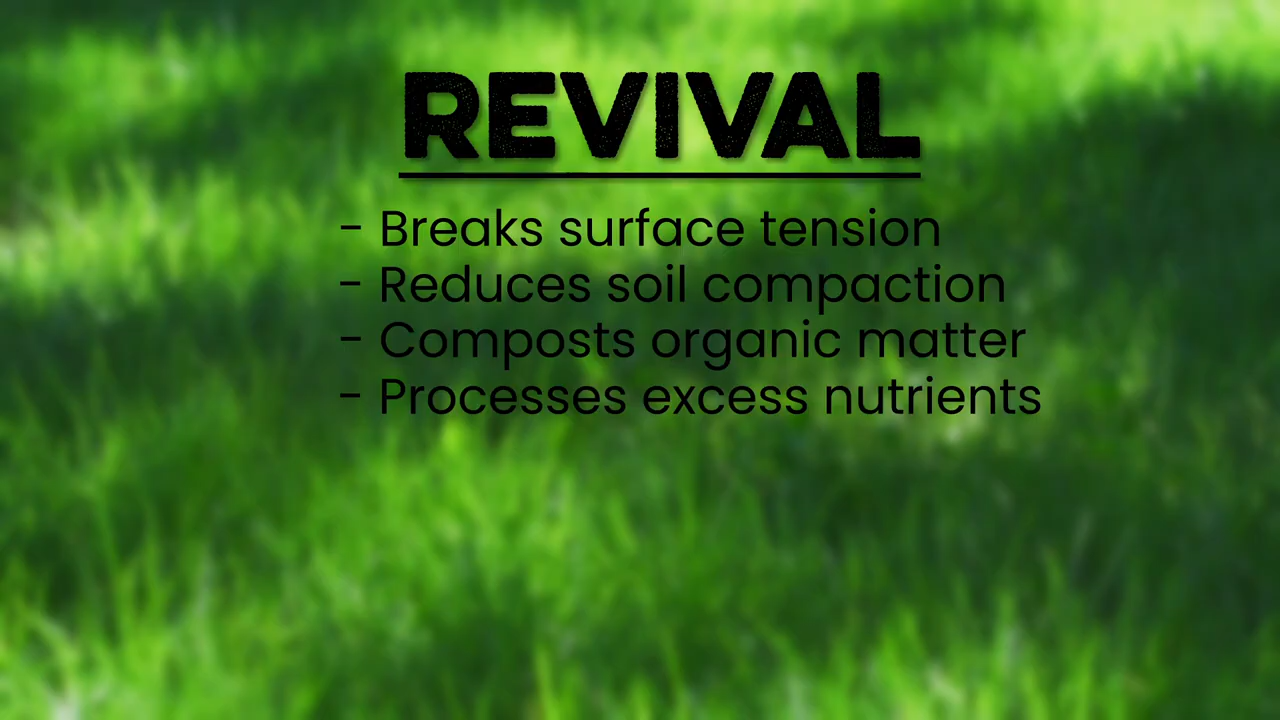 REVIVAL
- Breaks surface tension
- Reduces soil compaction
- Composts organic matter
- Processes excess nutrients